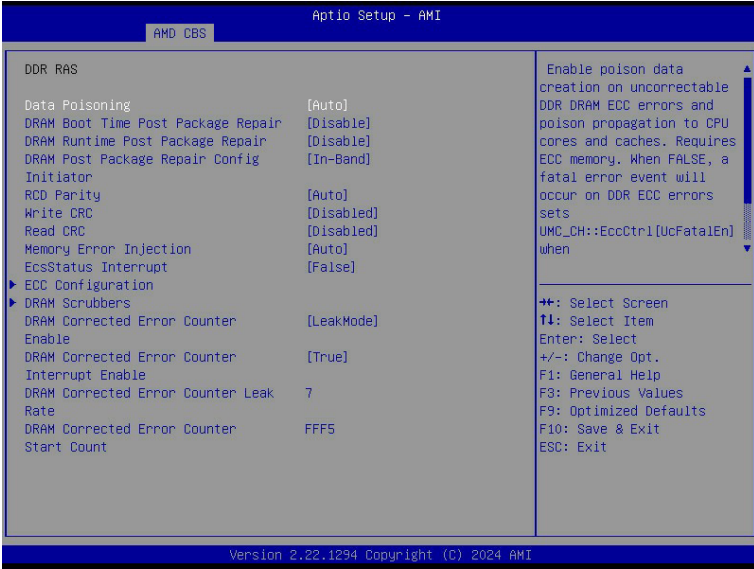 Aptio Setup – AMI
AMD CBS
DDR RAS
Data Poisoning [Auto]
DRAM Boot Time Post Package Repair [Disable]
DRAM Runtime Post Package Repair [Disable]
DRAM Post Package Repair Config [In-Band]
Initiator
RCD Parity [Auto]
Write CRC [Disabled]
Read CRC [Disabled]
Memory Error Injection [Auto]
EcsStatus Interrupt [False]
ECC Configuration
DRAM Scrubbers
DRAM Corrected Error Counter [LeakMode]
Enable
DRAM Corrected Error Counter [True]
Interrupt Enable
DRAM Corrected Error Counter Leak 7
Rate
DRAM Corrected Error Counter FFF5
Start Count
Enable poison data
creation on uncorrectable
DDR DRAM ECC errors and
poison propagation to CPU
cores and caches. Requires
ECC memory. When FALSE, a
fatal error event will
occur on DDR ECC errors
sets
UMC_CH::EccCtrl[UcFatalEn]
when
→←: Select Screen
↑↓: Select Item
Enter: Select
+/-: Change Opt.
F1: General Help
F3: Previous Values
F9: Optimized Defaults
F10: Save & Exit
ESC: Exit
Version 2.22.1294 Copyright (C) 2024 AMI